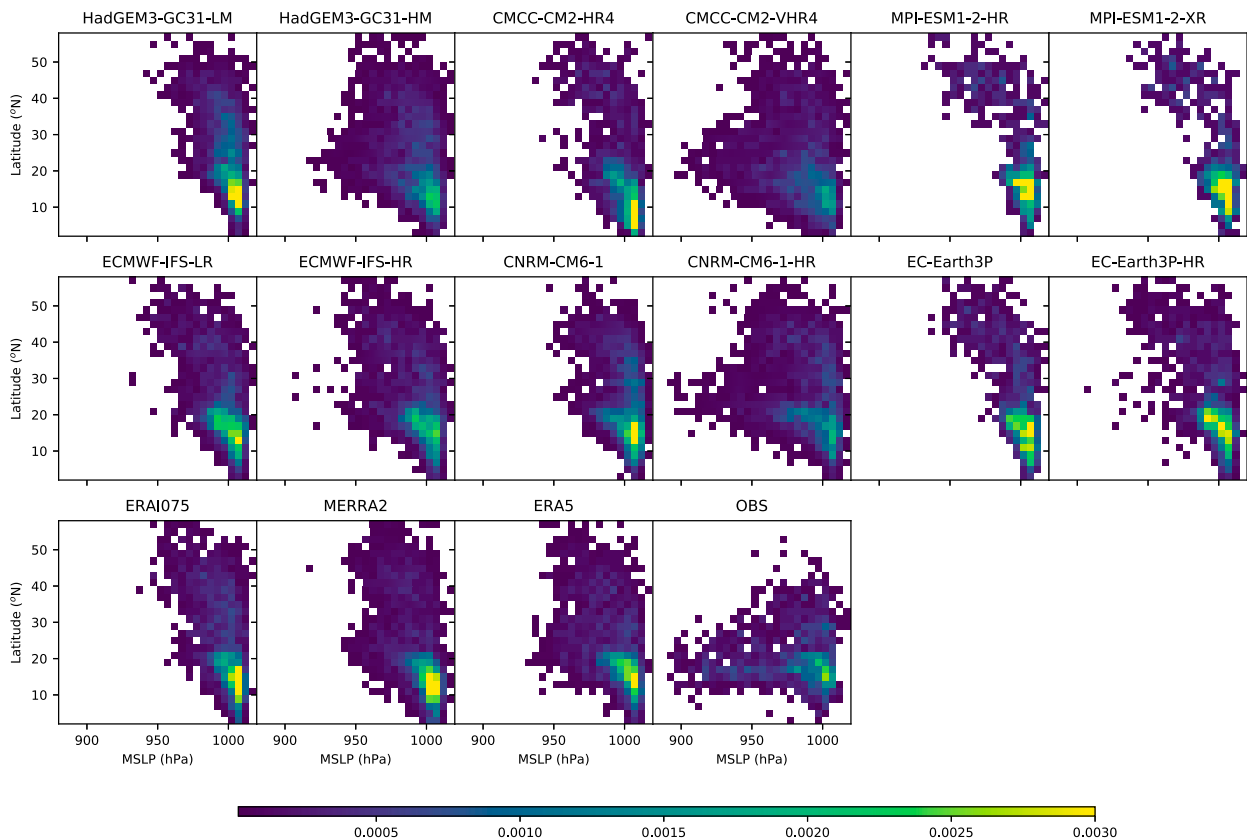 HadGEM3-GC31-LM HadGEM3-GC31-HM CMCC-CM2-HR4 CMCC-CM2-VHR4 MPI-ESM1-2-HR MPI-ESM1-2-XR
50
40
30
20
10
Latitude (°N)
ECMWF-IFS-LR ECMWF-IFS-HR CNRM-CM6-1 CNRM-CM6-1-HR EC-Earth3P EC-Earth3P-HR
50
40
30
20
10
Latitude (°N)
ERAI075 MERRA2 ERA5 OBS
50
40
30
20
10
Latitude (°N)
900 950 1000 900 950 1000 900 950 1000 900 950 1000
MSLP (hPa) MSLP (hPa) MSLP (hPa) MSLP (hPa)
0.0005 0.0010 0.0015 0.0020 0.0025 0.0030